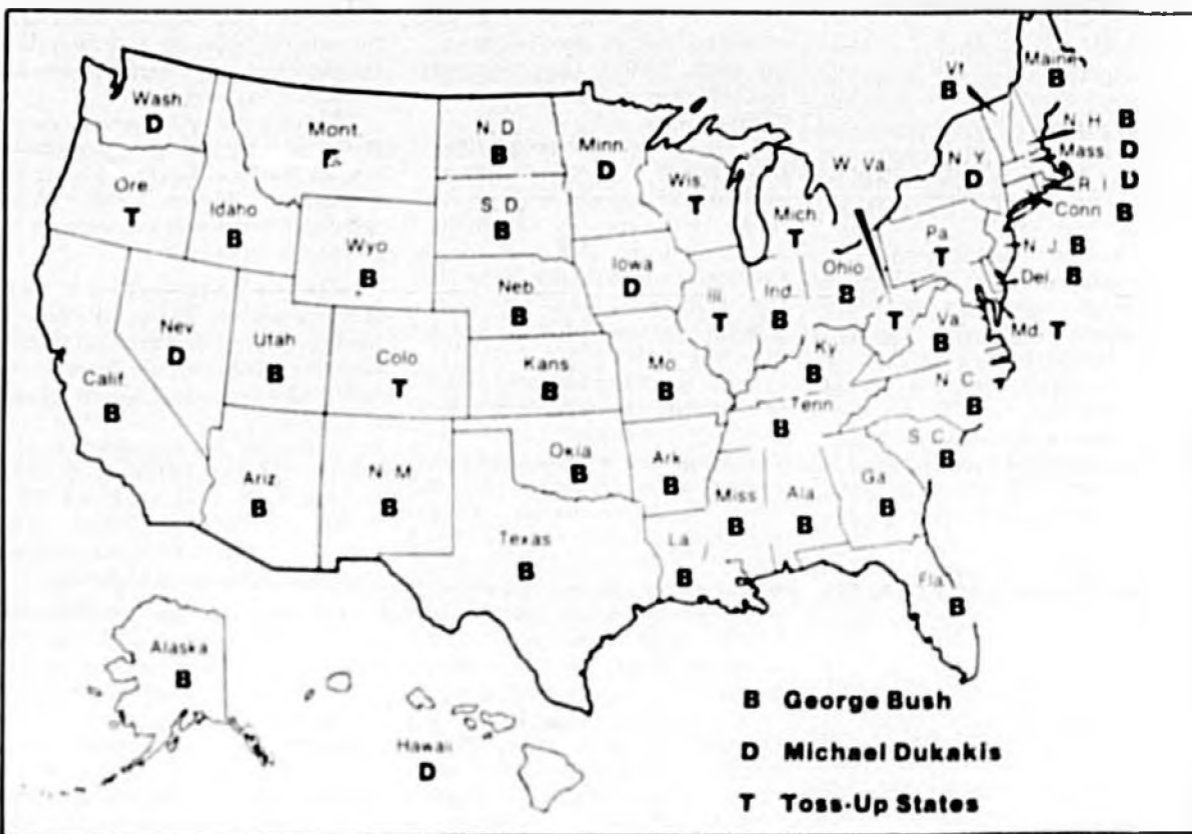 Wash.
D
Mont.
N. D.
B
Minn.
D
Vt.
B
Maine
B
N. H. B
Mass. D
R. I. D
Conn B
N. Y.
D
Ore
T
Idaho
B
Wyo
B
S. D.
B
Wis.
T
Mich.
T
W. Va
Pa
T
N. J. B
Del. B
Md. T
Nev.
D
Utah
B
Colo
T
Neb.
B
Iowa
D
Ill.
T
Ind.
B
Ohio
B
T
Va.
B
Calif.
B
Kans.
B
Mo.
B
Ky
B
N. C.
B
Tenn
B
S. C.
B
Ariz
B
N. M.
B
Okla
B
Ark.
B
Miss
B
Ala
B
Ga
B
Texas
B
La
B
Fla
B
Alaska
B
Hawaii
D
B George Bush
D Michael Dukakis
T Toss-Up States